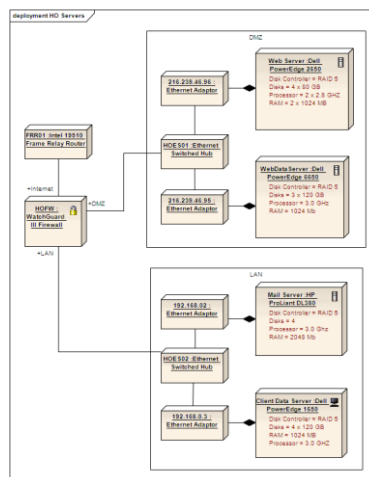 deployment HO Servers
DMZ
216.239.46.96 :
Ethernet Adaptor
Web Server :Dell
PowerEdge 2650
Disk Controller = RAID 5
Disks = 4 x 80 GB
Processor = 2 x 2.8 GHZ
RAM = 2 x 1024 MB
FRR01 :Intel 19510
Frame Relay Router
HOES01 :Ethernet
Switched Hub
+Internet
WebDataServer :Dell
PowerEdge 6650
Disk Controller = RAID 5
Disks = 3 x 120 GB
Processor = 3.0 GHz
RAM = 1024 Mb
216.239.46.95 :
Ethernet Adaptor
+DMZ
HOFW :
WatchGuard
III Firewall
+LAN
LAN
192.168.02 :
Ethernet Adaptor
Mail Server :HP
ProLiant DL380
Disk Controller = RAID 5
Disks = 4
Processor = 3.0 Ghz
RAM = 2048 Mb
HOES02 :Ethernet
Switched Hub
192.168.0.3 :
Ethernet Adaptor
Client Data Server :Dell
PowerEdge 1650
Disk Controller = RAID 5
Disks = 4 x 120 GB
RAM = 1024 MB
Processor = 3.0 GHZ